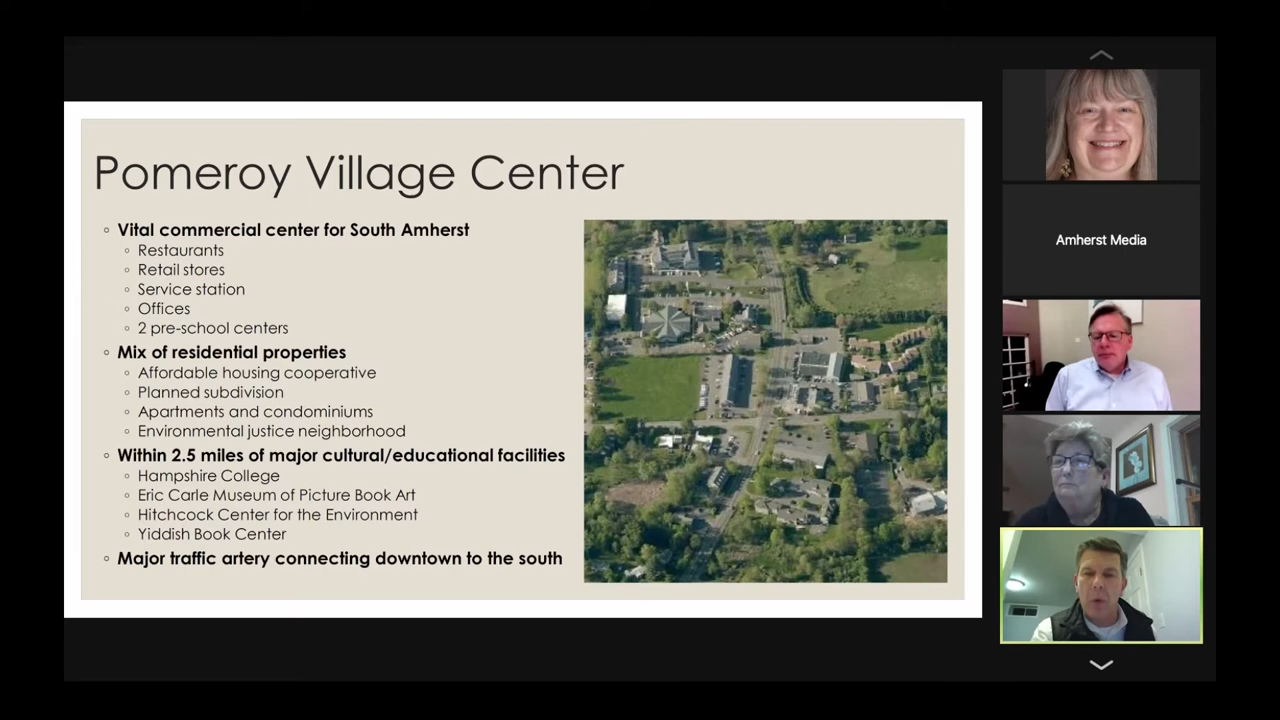 Pomeroy Village Center
Vital commercial center for South Amherst
Restaurants
Retail stores
Service station
Offices
2 pre-school centers
Mix of residential properties
Affordable housing cooperative
Planned subdivision
Apartments and condominiums
Environmental justice neighborhood
Within 2.5 miles of major cultural/educational facilities
Hampshire College
Eric Carle Museum of Picture Book Art
Hitchcock Center for the Environment
Yiddish Book Center
Major traffic artery connecting downtown to the south
Amherst Media